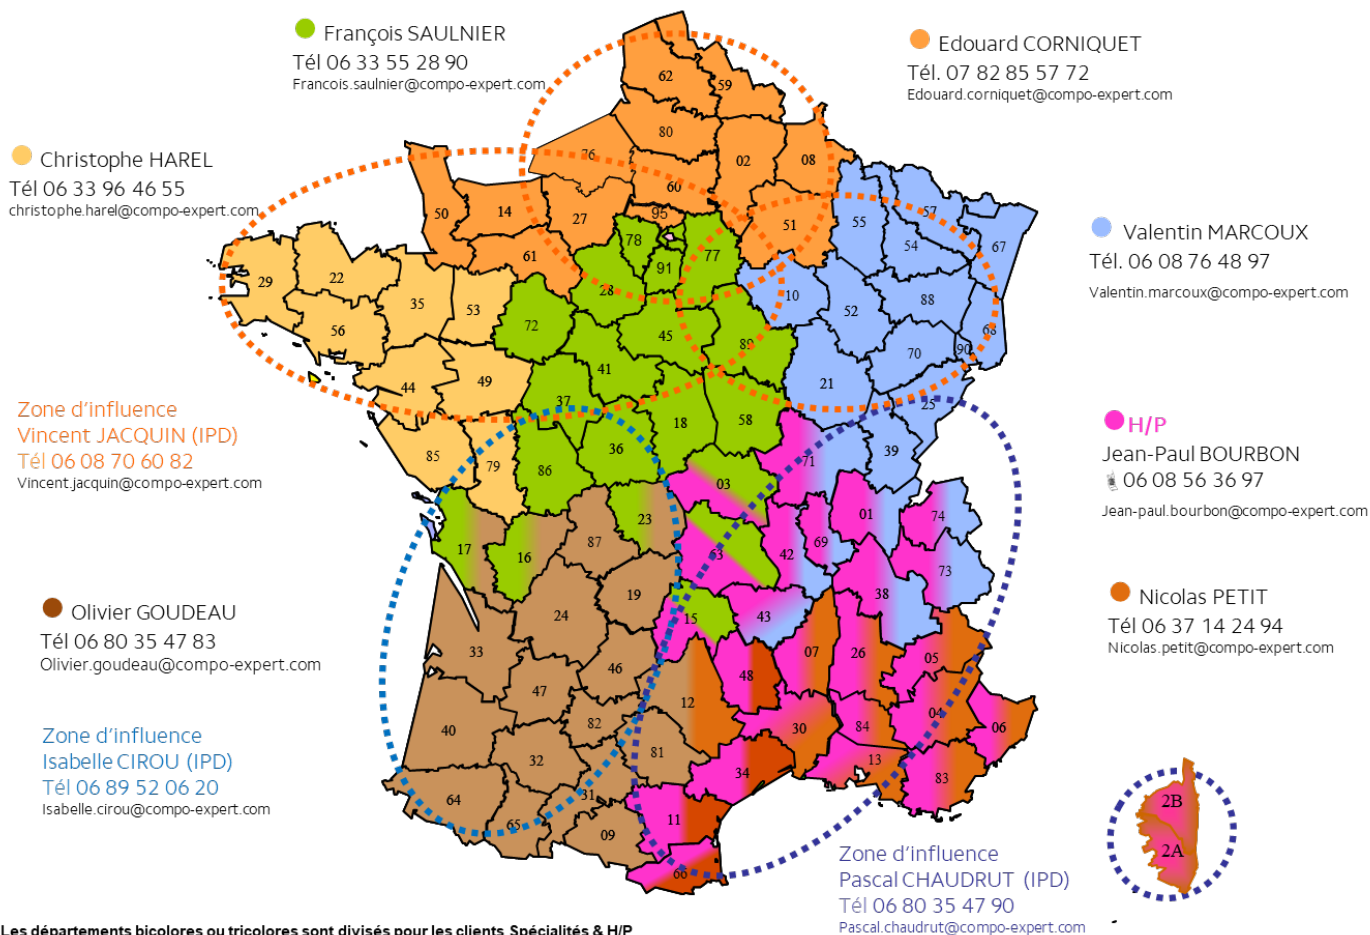 François SAULNIER
Tél 06 33 55 28 90
Francois.saulnier@compo-expert.com
Edouard CORNIQUET
Tél. 07 82 85 57 72
Edouard.corniquet@compo-expert.com
Christophe HAREL
Tél 06 33 96 46 55
christophe.harel@compo-expert.com
Valentin MARCOUX
Tél. 06 08 76 48 97
Valentin.marcoux@compo-expert.com
Zone d'influence
Vincent JACQUIN (IPD)
Tél 06 08 70 60 82
Vincent.jacquin@compo-expert.com
H/P
Jean-Paul BOURBON
06 08 56 36 97
Jean-paul.bourbon@compo-expert.com
Olivier GOUDEAU
Tél 06 80 35 47 83
Olivier.goudeau@compo-expert.com
Nicolas PETIT
Tél 06 37 14 24 94
Nicolas.petit@compo-expert.com
Zone d'influence
Isabelle CIROU (IPD)
Tél 06 89 52 06 20
Isabelle.cirou@compo-expert.com
Zone d'influence
Pascal CHAUDRUT (IPD)
Tél 06 80 35 47 90
Pascal.chaudrut@compo-expert.com
62
59
80
76
02
08
60
50
14
27
95
51
55
57
54
67
61
78
91
77
29
22
35
53
28
10
52
88
68
56
72
45
89
70
90
44
49
41
21
37
25
18
58
85
79
86
36
71
39
03
23
01
74
17
16
87
63
42
69
73
19
38
24
15
43
33
46
07
26
05
48
47
12
04
06
40
82
30
84
32
81
34
13
83
64
31
65
09
11
66
2B
2A
Les départements bicolores ou tricolores sont divisés pour les clients Spécialités & H/P